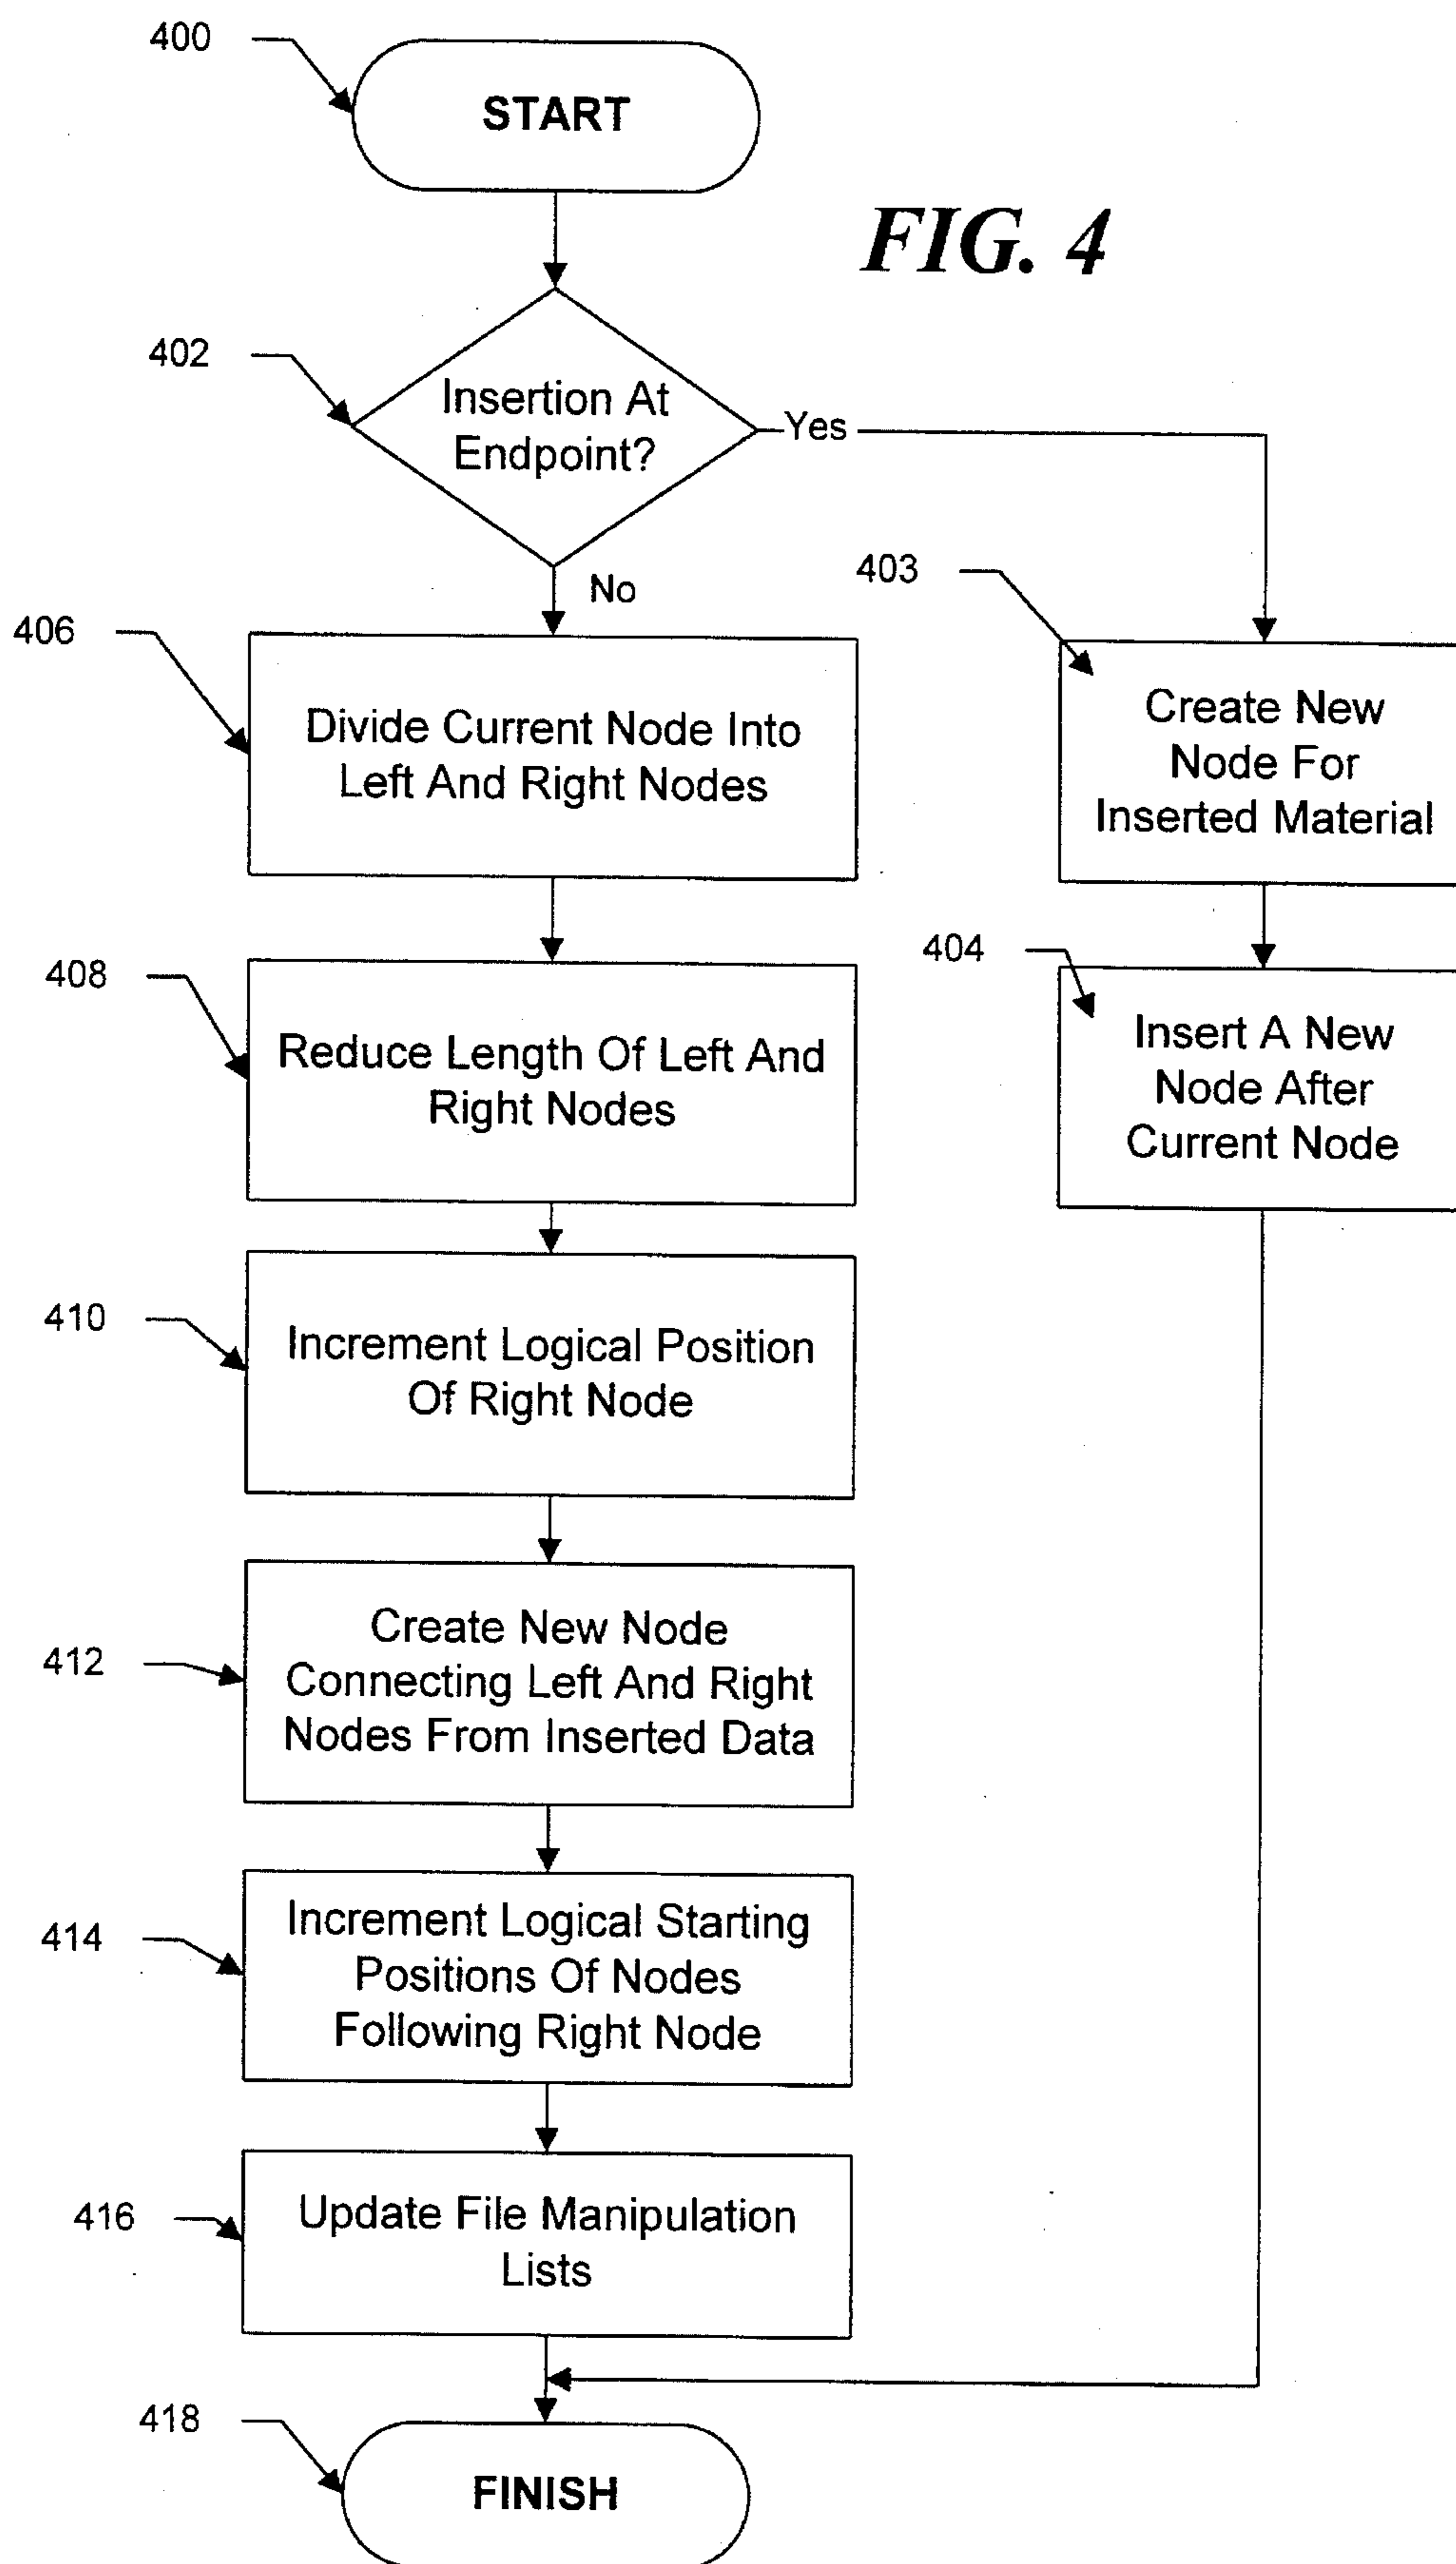 400
START
FIG. 4
402
Insertion At
Endpoint?
Yes
No
403
406
Divide Current Node Into
Left And Right Nodes
Create New
Node For
Inserted Material
408
Reduce Length Of Left And
Right Nodes
404
Insert A New
Node After
Current Node
410
Increment Logical Position
Of Right Node
412
Create New Node
Connecting Left And Right
Nodes From Inserted Data
414
Increment Logical Starting
Positions Of Nodes
Following Right Node
416
Update File Manipulation
Lists
418
FINISH